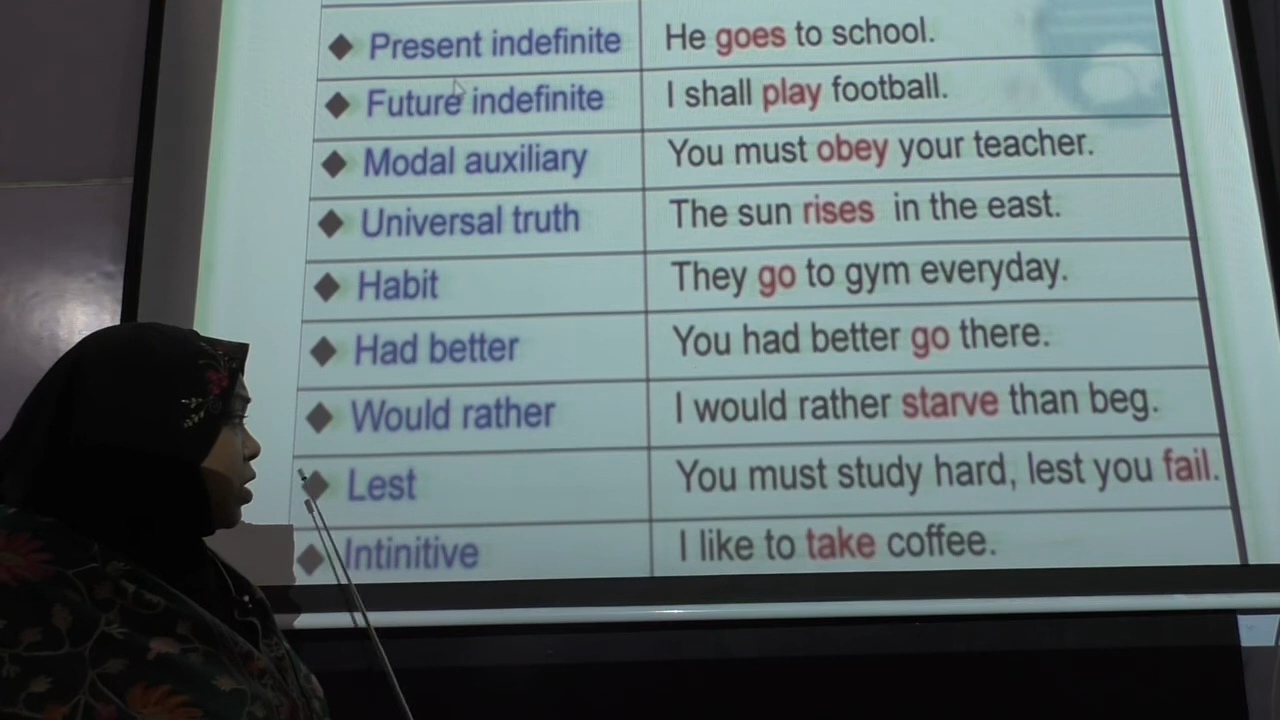 ◆ Present indefinite He goes to school.
◆ Future indefinite I shall play football.
◆ Modal auxiliary You must obey your teacher.
◆ Universal truth The sun rises in the east.
◆ Habit They go to gym everyday.
◆ Had better You had better go there.
◆ Would rather I would rather starve than beg.
◆ Lest You must study hard, lest you fail.
◆ Intinitive I like to take coffee.